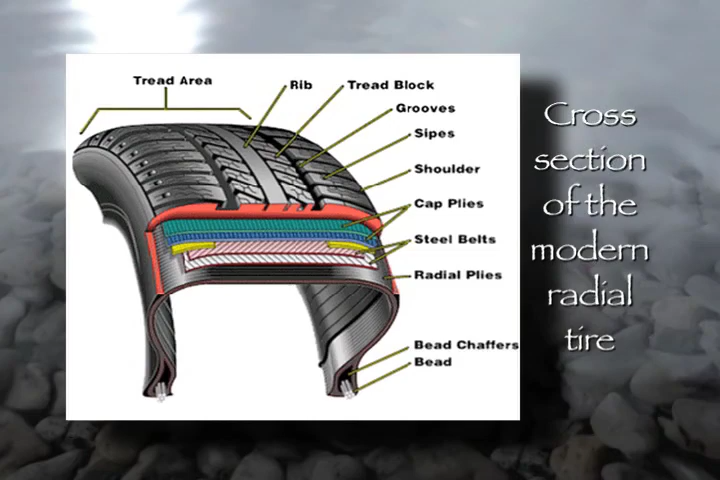 Tread Area
Rib
Tread Block
Grooves
Sipes
Shoulder
Cap Plies
Steel Belts
Radial Plies
Bead Chaffers
Bead
Cross
section
of the
modern
radial
tire